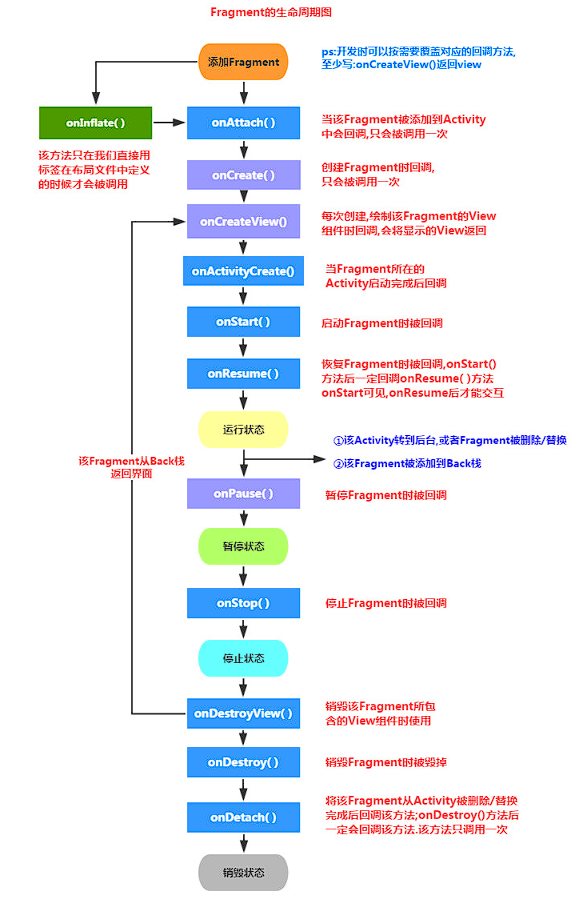 Fragment的生命周期图
添加Fragment
ps:开发时可以按需要覆盖对应的回调方法,
至少写:onCreateView()返回view
onInflate( )
onAttach( )
当该Fragment被添加到Activity
中会回调,只会被调用一次
该方法只在我们直接用
标签在布局文件中定义
的时候才会被调用
onCreate( )
创建Fragment时回调,
只会被调用一次
onCreateView()
每次创建,绘制该Fragment的View
组件时回调,会将显示的View返回
onActivityCreate()
当Fragment所在的
Activity启动完成后回调
onStart( )
启动Fragment时被回调
onResume( )
恢复Fragment时被回调,onStart()
方法后一定回调onResume( )方法
onStart可见,onResume后才能交互
运行状态
①该Activity转到后台,或者Fragment被删除/替换
②该Fragment被添加到Back栈
该Fragment从Back栈
返回界面
onPause( )
暂停Fragment时被回调
暂停状态
onStop( )
停止Fragment时被回调
停止状态
onDestroyView( )
销毁该Fragment所包
含的View组件时使用
onDestroy( )
销毁Fragment时被毁掉
onDetach( )
将该Fragment从Activity被删除/替换
完成后回调该方法;onDestroy()方法后
一定会回调该方法.该方法只调用一次
销毁状态